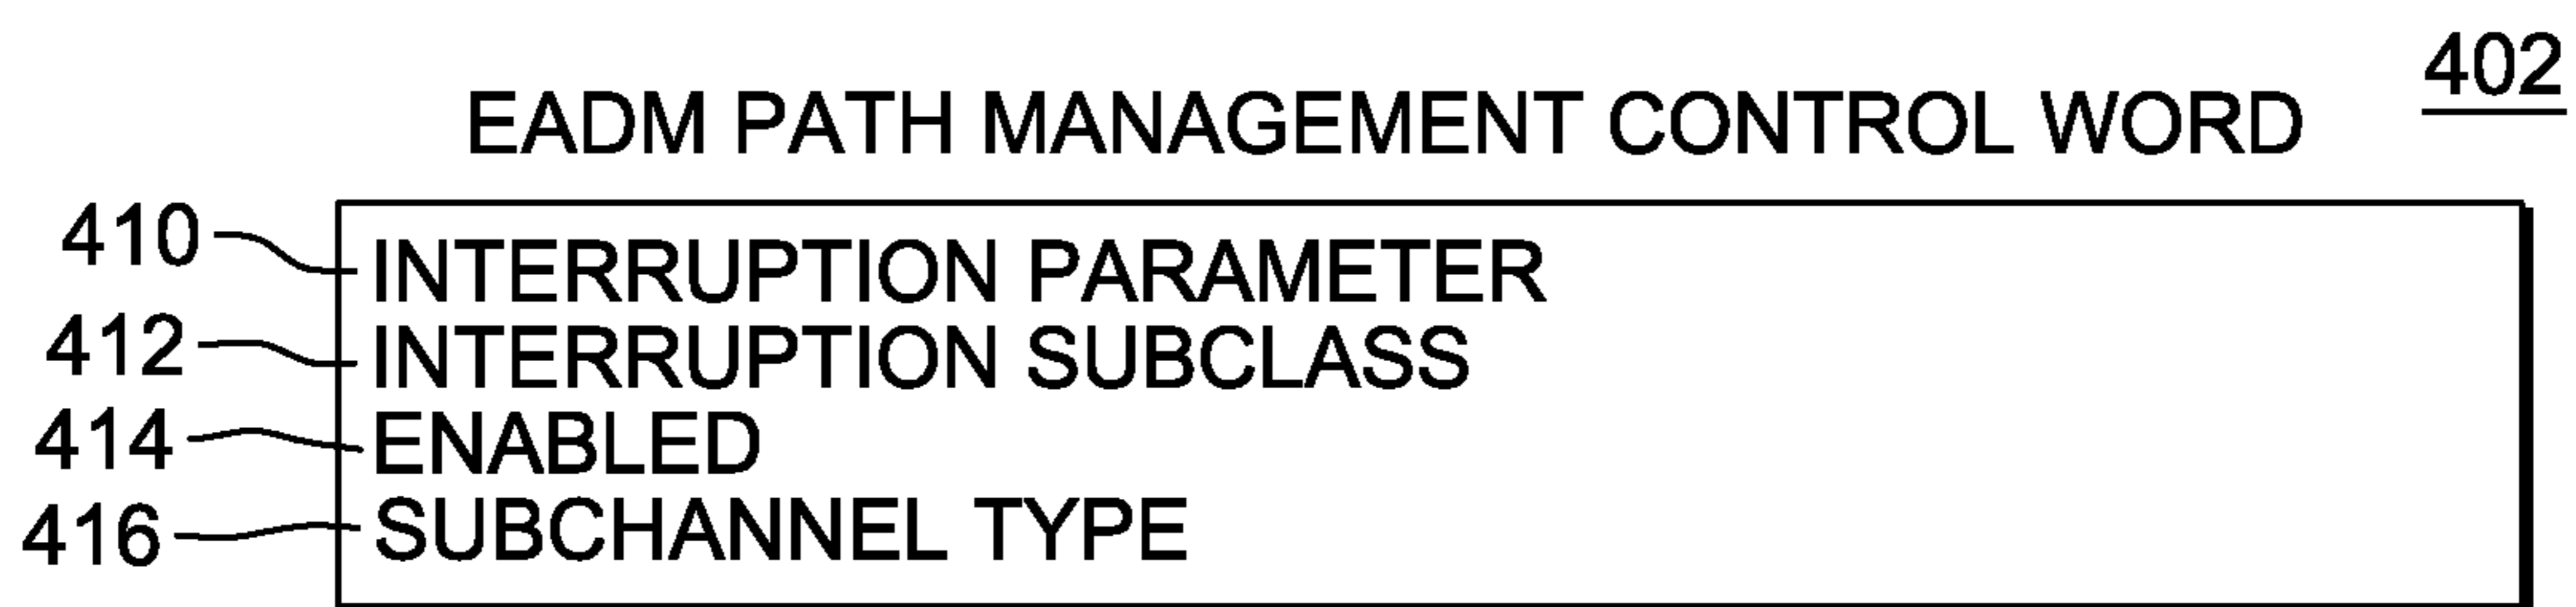 402
EADM PATH MANAGEMENT CONTROL WORD
410 INTERRUPTION PARAMETER
412 INTERRUPTION SUBCLASS
414 ENABLED
416 SUBCHANNEL TYPE